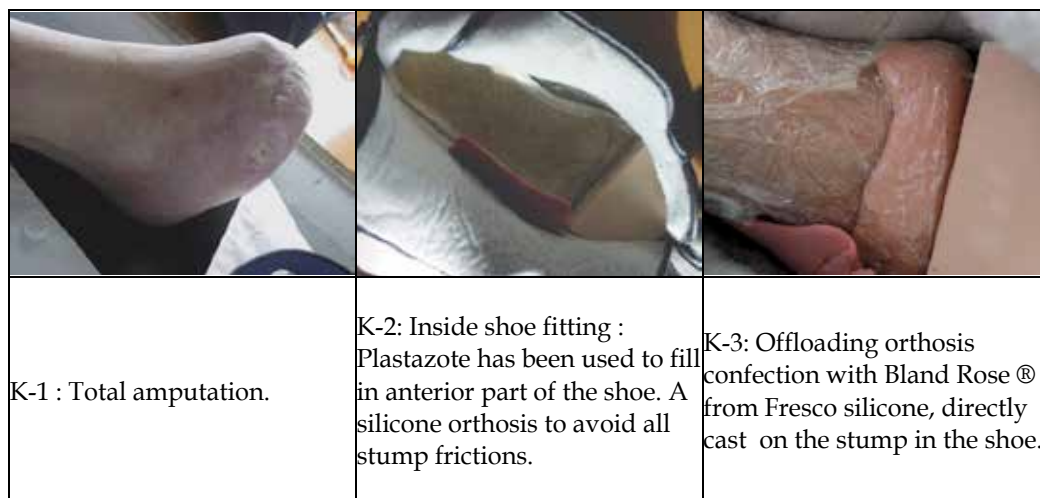 K-1 : Total amputation.
K-2: Inside shoe fitting :
Plastazote has been used to fill
in anterior part of the shoe. A
silicone orthosis to avoid all
stump frictions.
K-3: Offloading orthosis
confection with Bland Rose ®
from Fresco silicone, directly
cast on the stump in the shoe.